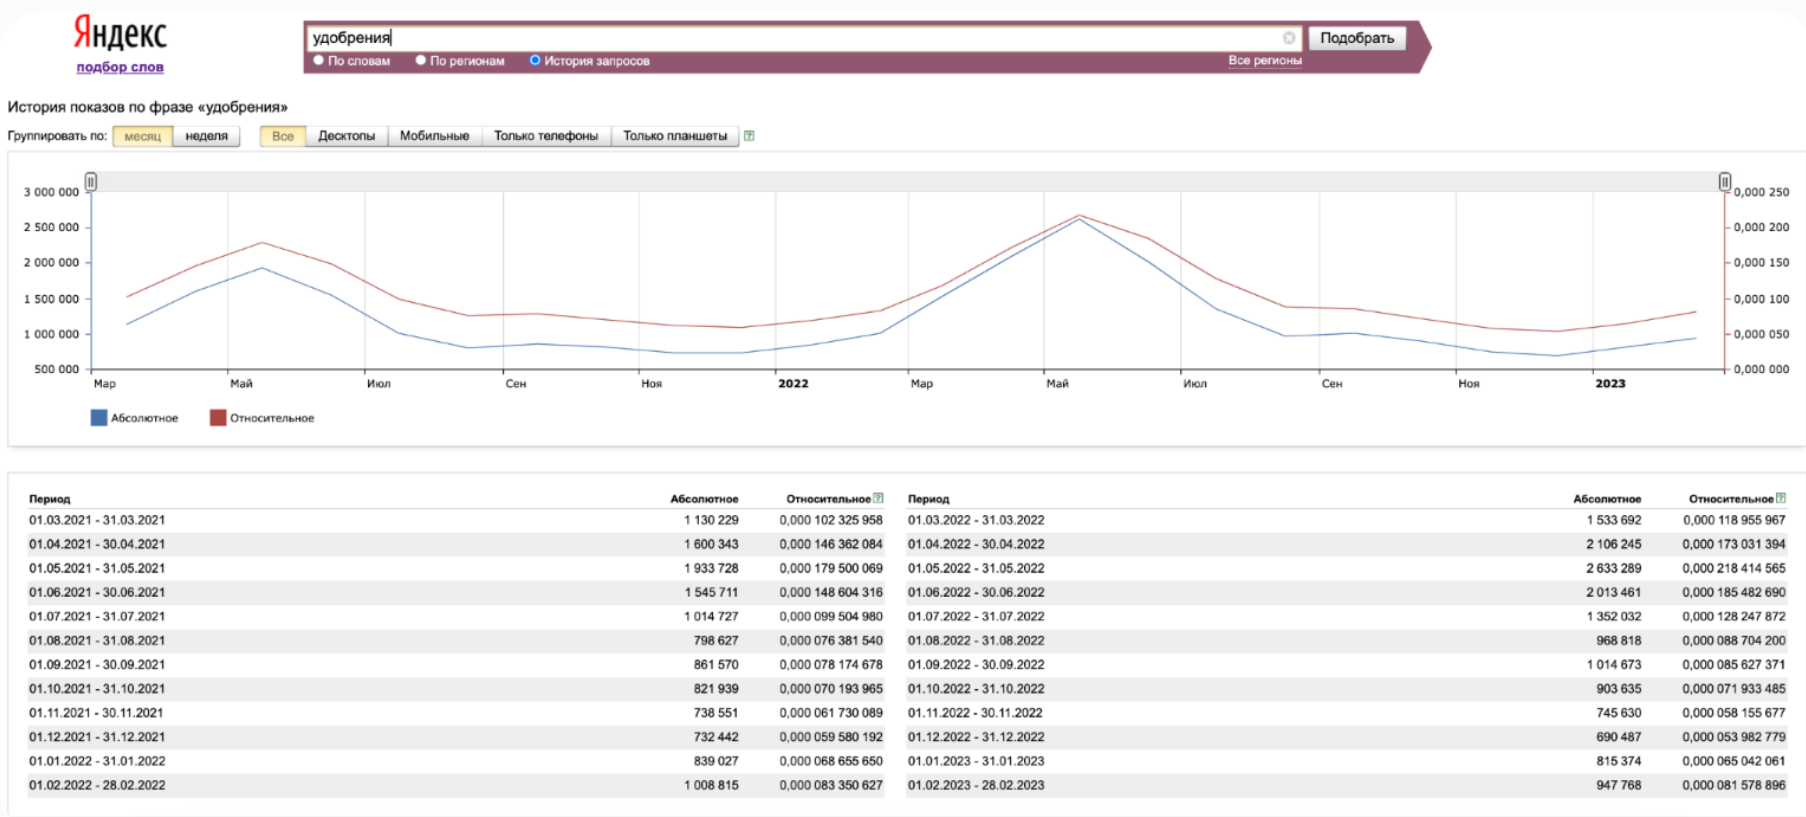 Яндекс
подбор слов
удобрения
Подобрать
По словам По регионам История запросов Все регионы
История показов по фразе «удобрения»
Группировать по: месяц неделя Все Десктопы Мобильные Только телефоны Только планшеты ?
3 000 000 0,000 250
2 500 000 0,000 200
2 000 000 0,000 150
1 500 000 0,000 100
1 000 000 0,000 050
500 000 0,000 000
Мар Май Июл Сен Ноя 2022 Мар Май Июл Сен Ноя 2023
Абсолютное Относительное
Период Абсолютное Относительное ? Период Абсолютное Относительное ?
01.03.2021 - 31.03.2021 1 130 229 0,000 102 325 958 01.03.2022 - 31.03.2022 1 533 692 0,000 118 955 967
01.04.2021 - 30.04.2021 1 600 343 0,000 146 362 084 01.04.2022 - 30.04.2022 2 106 245 0,000 173 031 394
01.05.2021 - 31.05.2021 1 933 728 0,000 179 500 069 01.05.2022 - 31.05.2022 2 633 289 0,000 218 414 565
01.06.2021 - 30.06.2021 1 545 711 0,000 148 604 316 01.06.2022 - 30.06.2022 2 013 461 0,000 185 482 690
01.07.2021 - 31.07.2021 1 014 727 0,000 099 504 980 01.07.2022 - 31.07.2022 1 352 032 0,000 128 247 872
01.08.2021 - 31.08.2021 798 627 0,000 076 381 540 01.08.2022 - 31.08.2022 968 818 0,000 088 704 200
01.09.2021 - 30.09.2021 861 570 0,000 078 174 678 01.09.2022 - 30.09.2022 1 014 673 0,000 085 627 371
01.10.2021 - 31.10.2021 821 939 0,000 070 193 965 01.10.2022 - 31.10.2022 903 635 0,000 071 933 485
01.11.2021 - 30.11.2021 738 551 0,000 061 730 089 01.11.2022 - 30.11.2022 745 630 0,000 058 155 677
01.12.2021 - 31.12.2021 732 442 0,000 059 580 192 01.12.2022 - 31.12.2022 690 487 0,000 053 982 779
01.01.2022 - 31.01.2022 839 027 0,000 068 655 650 01.01.2023 - 31.01.2023 815 374 0,000 065 042 061
01.02.2022 - 28.02.2022 1 008 815 0,000 083 350 627 01.02.2023 - 28.02.2023 947 768 0,000 081 578 896